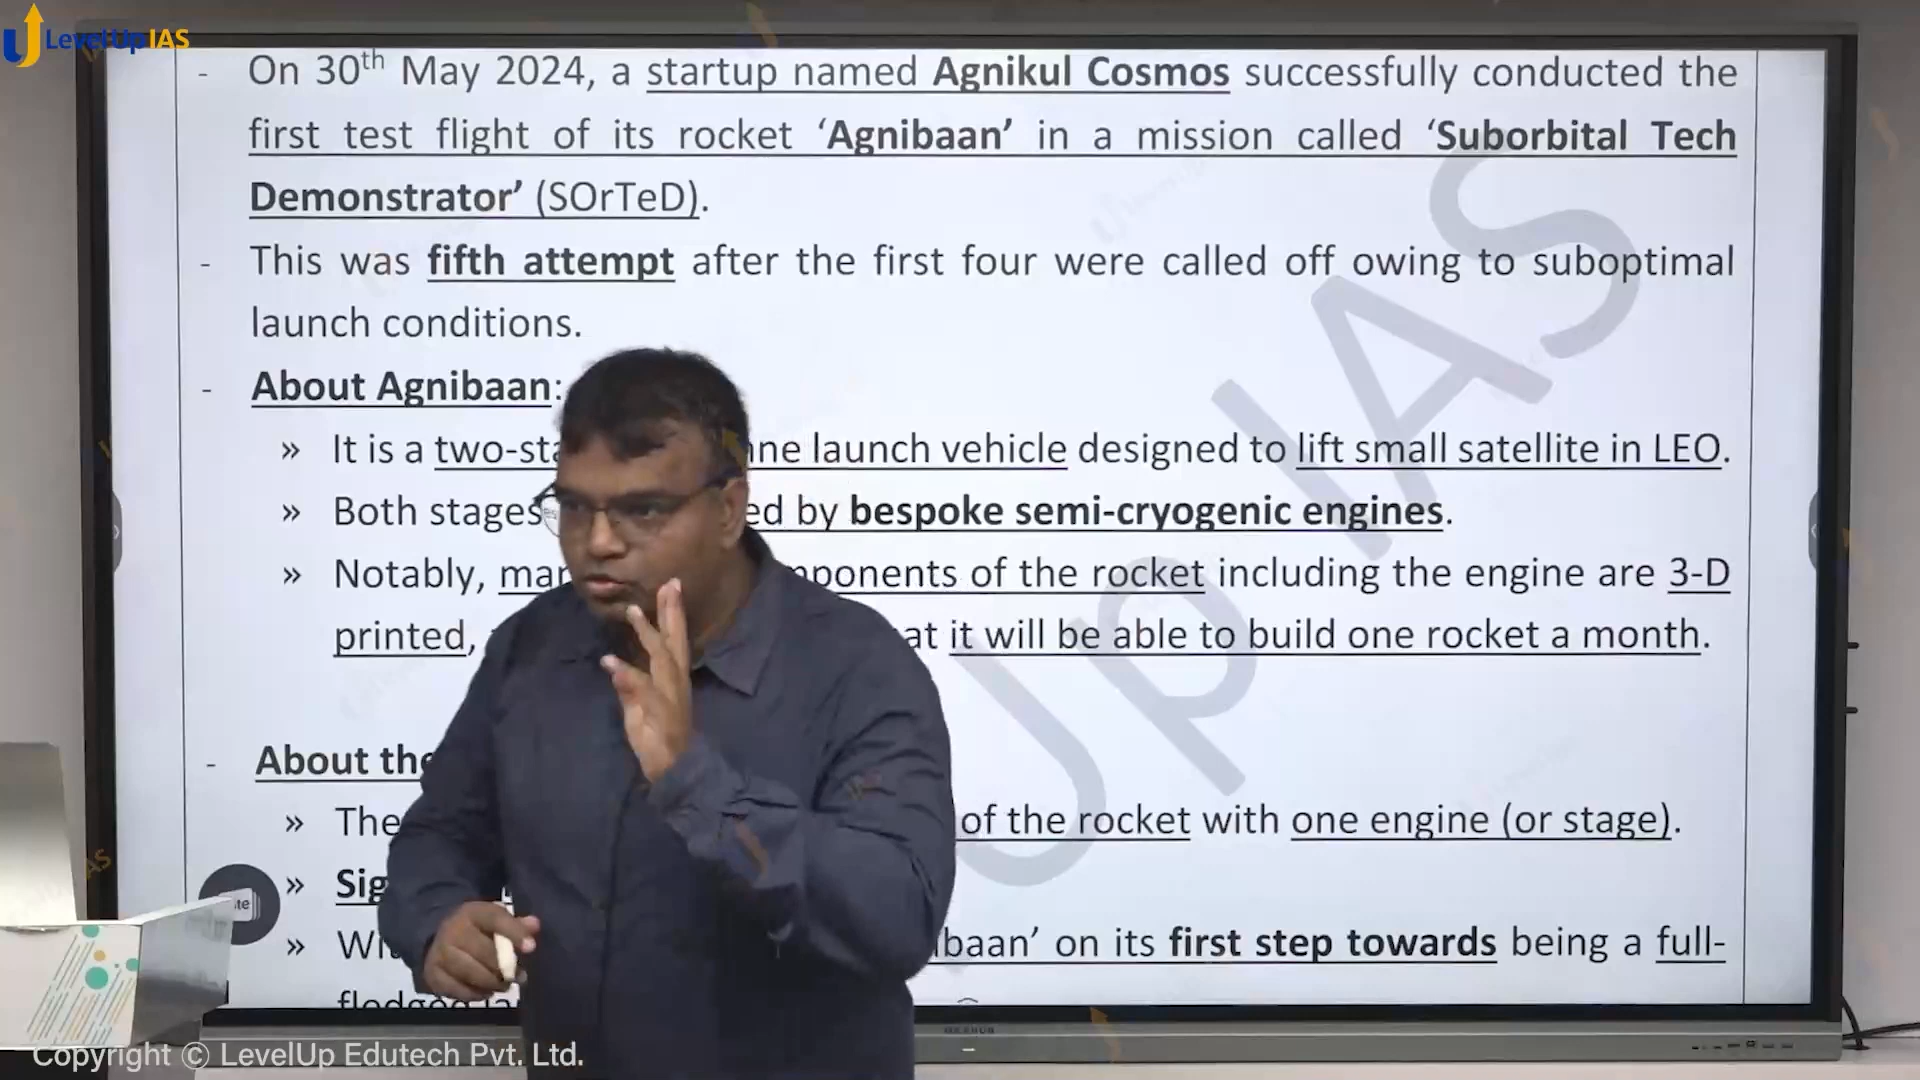 LevelUp IAS
- On 30th May 2024, a startup named Agnikul Cosmos successfully conducted the
first test flight of its rocket ‘Agnibaan’ in a mission called ‘Suborbital Tech
Demonstrator’ (SOrTeD).
- This was fifth attempt after the first four were called off owing to suboptimal
launch conditions.
- About Agnibaan:
» It is a two-sta ne launch vehicle designed to lift small satellite in LEO.
» Both stages ed by bespoke semi-cryogenic engines.
» Notably, mponents of the rocket including the engine are 3-D
printed, at it will be able to build one rocket a month.
- About the
» The of the rocket with one engine (or stage).
» Sig
» Wi baan’ on its first step towards being a full-
fledged
Up IAS
Copyright © LevelUp Edutech Pvt. Ltd.